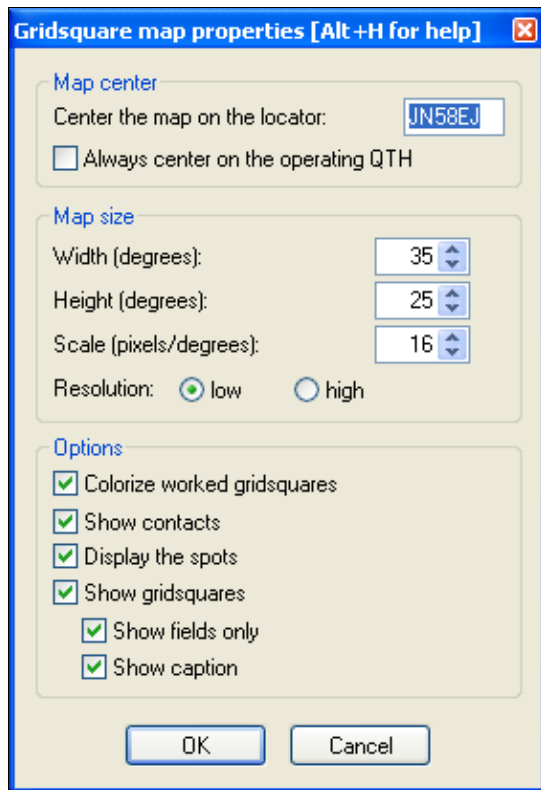 Gridsquare map properties [Alt+H for help]
Map center
Center the map on the locator: JN58EJ
Always center on the operating QTH
Map size
Width (degrees): 35
Height (degrees): 25
Scale (pixels/degrees): 16
Resolution: low high
Options
Colorize worked gridsquares
Show contacts
Display the spots
Show gridsquares
Show fields only
Show caption
OK Cancel